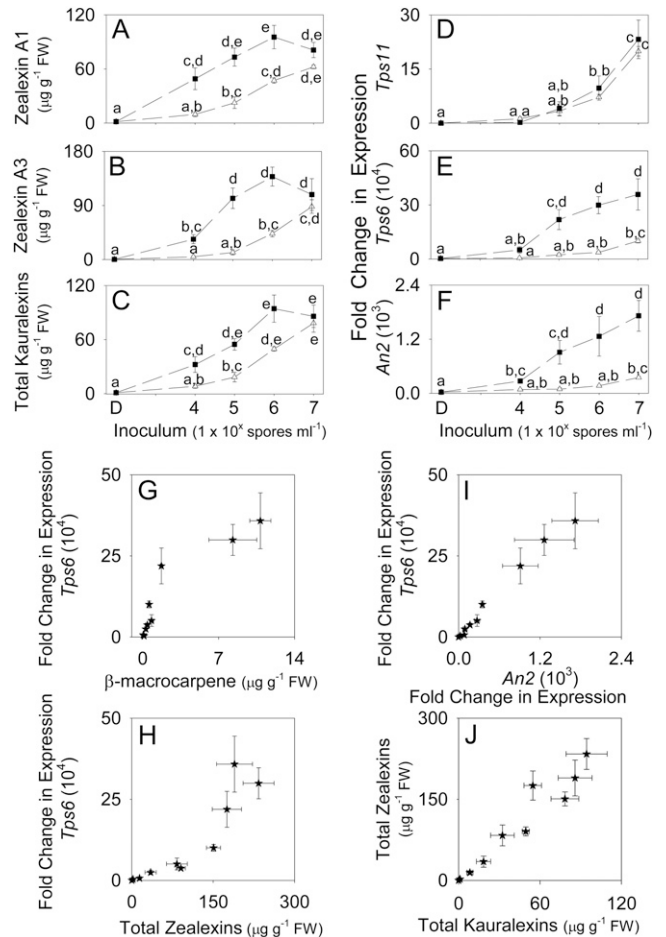 A
Zealexin A1
(µg g⁻¹ FW)
120
60
0
a
c,d
d,e
e
d,e
a,b
b,c
c,d
d,e
B
Zealexin A3
(µg g⁻¹ FW)
180
90
0
a
b,c
d
d
d
a
a,b
b,c
c,d
C
Total Kauralexins
(µg g⁻¹ FW)
120
60
0
a
c,d
d,e
e
e
a,b
b,c
d,e
e
D 4 5 6 7
Inoculum (1 x 10ˣ spores ml⁻¹)
Fold Change in Expression
D
Tps11
30
15
0
a
a,a
a,b
a,b
b,b
c
c
E
Tps6 (10⁴)
60
30
0
a
a,b
c,d
d
d
a,b
a,b
a,b
b,c
F
An2 (10³)
2.4
1.2
0.0
a
b,c
c,d
d
d
a,b
a,b
a,b
b,c
D 4 5 6 7
Inoculum (1 x 10ˣ spores ml⁻¹)
G
Fold Change in Expression
Tps6 (10⁴)
50
25
0
0 7 14
β-macrocarpene (µg g⁻¹ FW)
I
Fold Change in Expression
Tps6 (10⁴)
50
25
0
0.0 1.2 2.4
An2 (10³)
Fold Change in Expression
H
Fold Change in Expression
Tps6 (10⁴)
50
25
0
0 150 300
Total Zealexins (µg g⁻¹ FW)
J
Total Zealexins
(µg g⁻¹ FW)
300
150
0
0 60 120
Total Kauralexins (µg g⁻¹ FW)